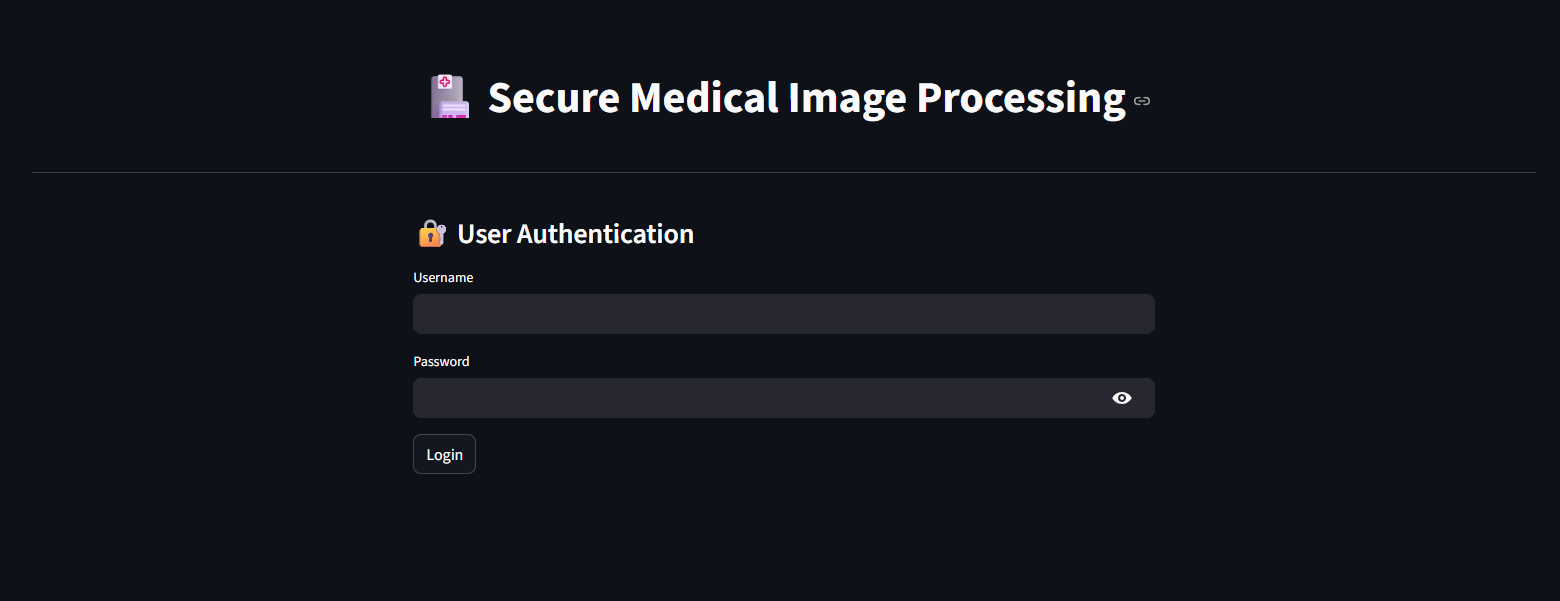 Secure Medical Image Processing
User Authentication
Username
Password
Login